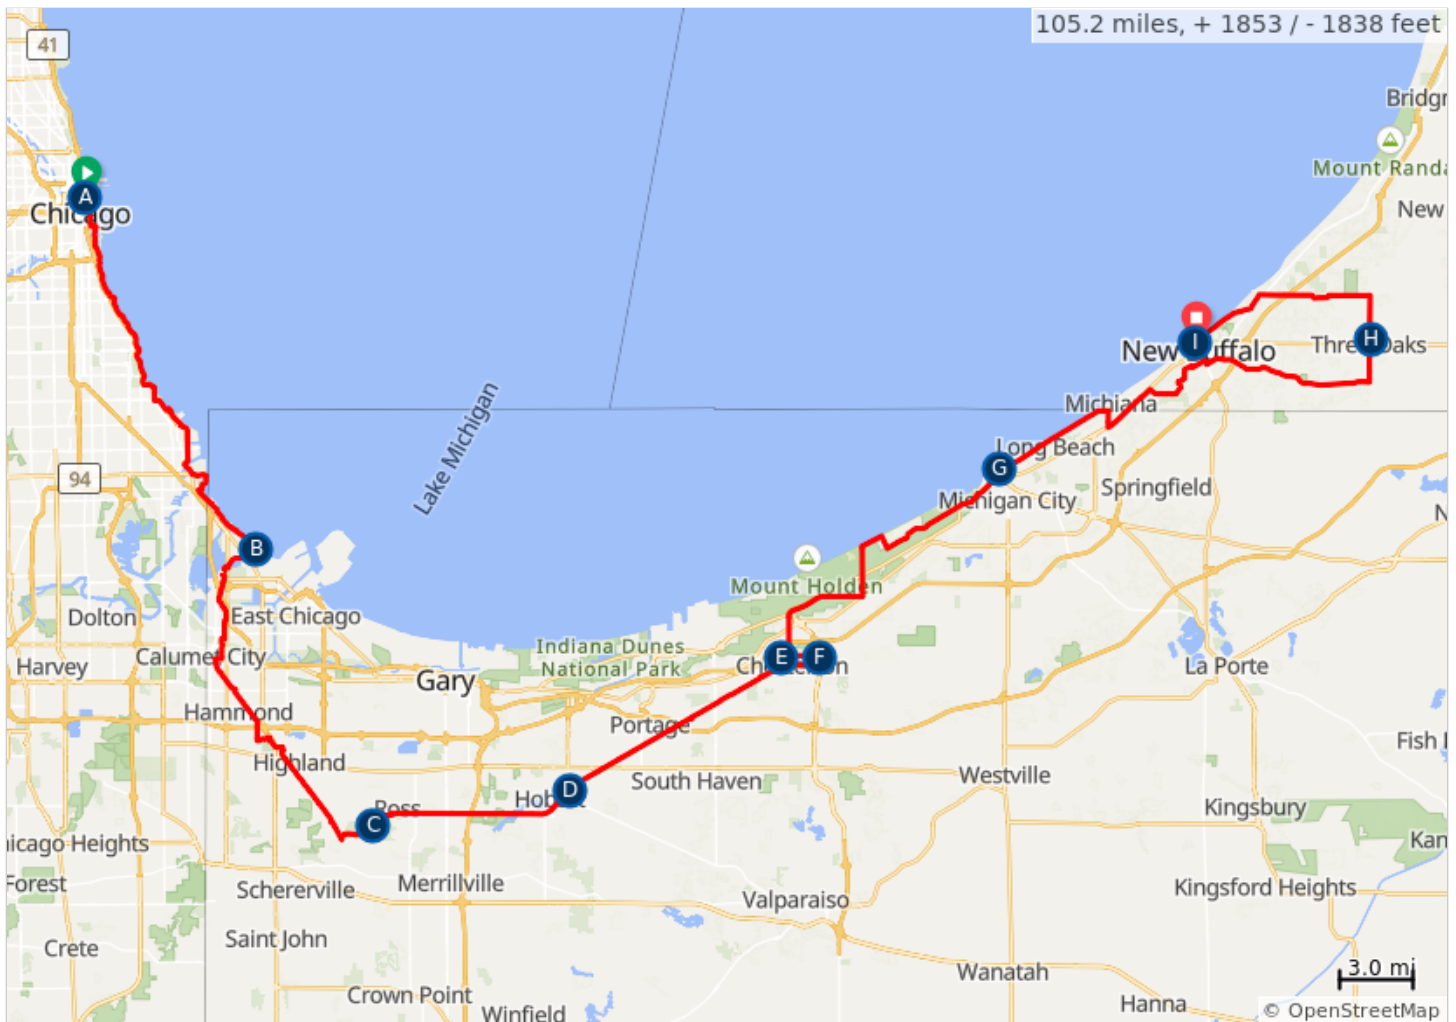 105.2 miles, + 1853 / - 1838 feet
41
Bridgr
Mount Randa
New
A
Chicago
H
Three Oaks
I
New Buffalo
Michiana
Lake Michigan
Long Beach
G
Michigan City
Springfield
94
N
B
Mount Holden
Dolton
East Chicago
Indiana Dunes
National Park
Harvey
Calumet City
E
F
Chesterton
La Porte
Gary
Hammond
Portage
Fish
Highland
South Haven
Westville
D
Hobart
Ross
C
Kingsbury
icago Heights
Kan
Forest
Schererville
Merrillville
Valparaiso
Kingsford Heights
Crete
Saint John
Wanatah
3.0 mi
Crown Point
Winfield
Hanna
© OpenStreetMap